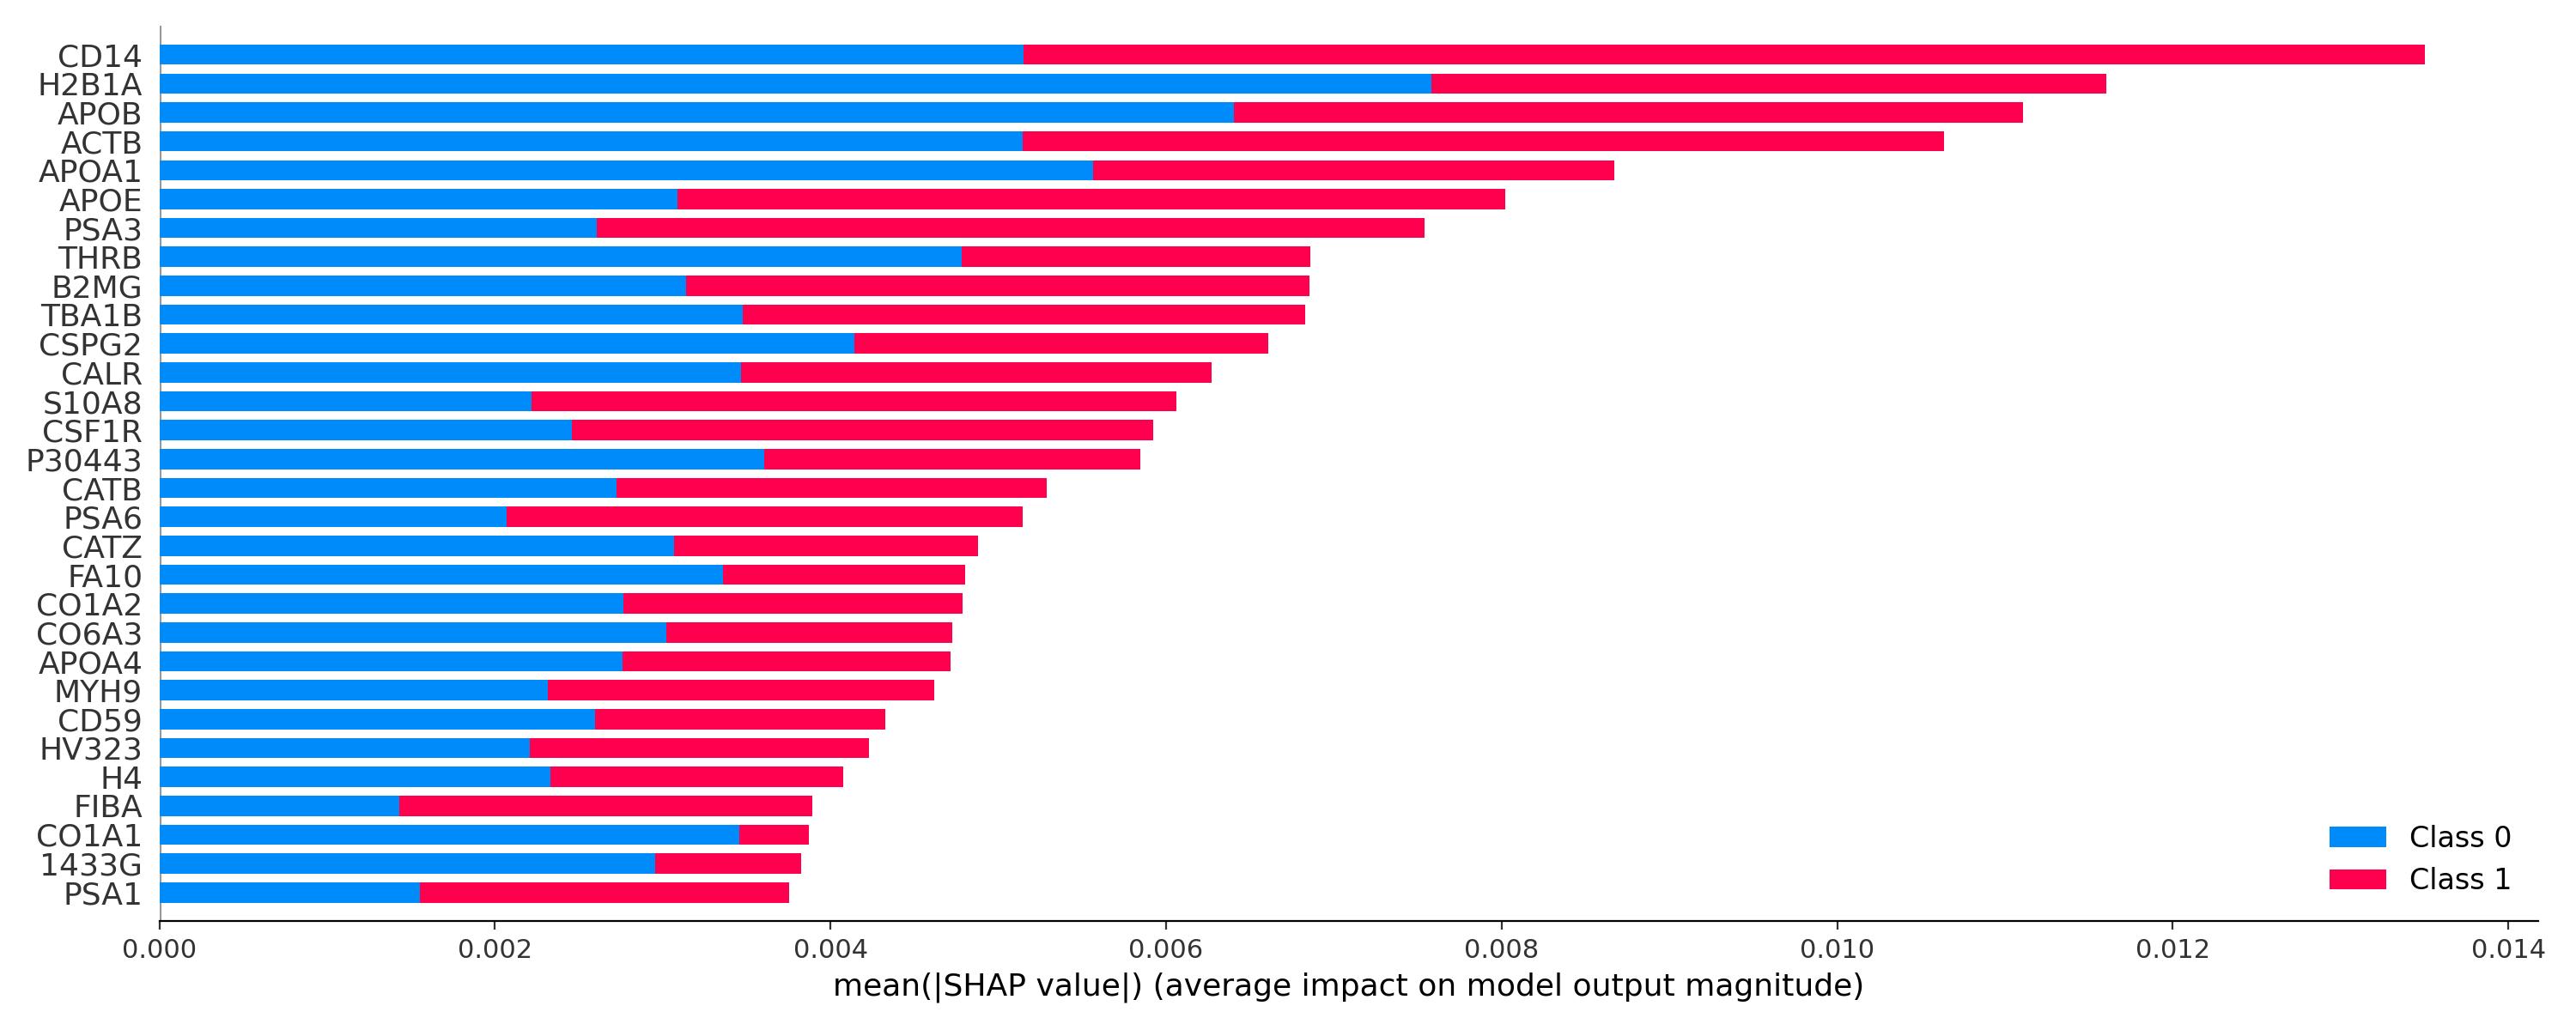 CD14
H2B1A
APOB
ACTB
APOA1
APOE
PSA3
THRB
B2MG
TBA1B
CSPG2
CALR
S10A8
CSF1R
P30443
CATB
PSA6
CATZ
FA10
CO1A2
CO6A3
APOA4
MYH9
CD59
HV323
H4
FIBA
CO1A1
1433G
PSA1
Class 0
Class 1
0.000 0.002 0.004 0.006 0.008 0.010 0.012 0.014
mean(|SHAP value|) (average impact on model output magnitude)